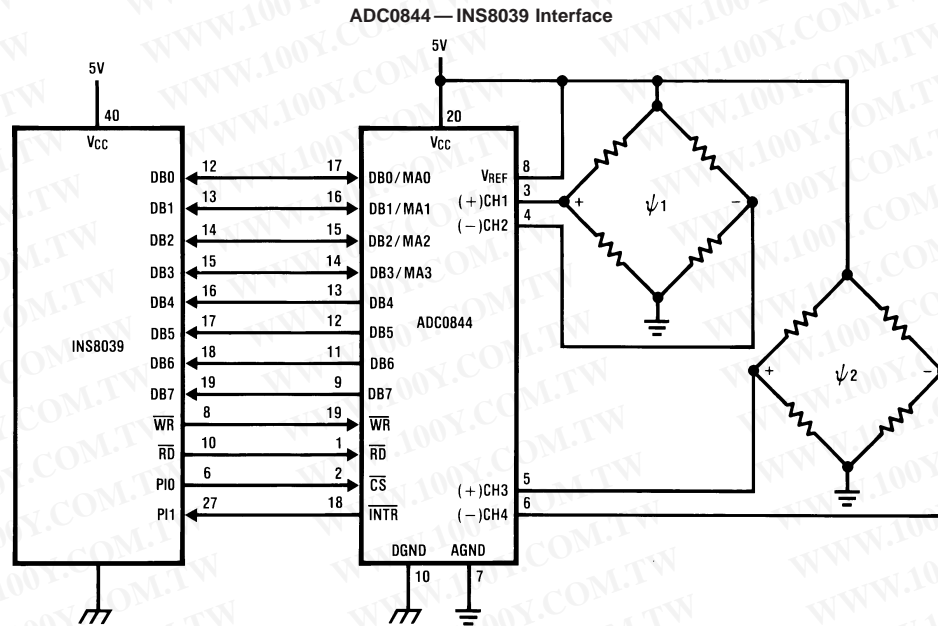 ADC0844 — INS8039 Interface
5V
5V
40
20
VCC
VCC
DB0 12 17 DB0/MA0
VREF 8
DB1 13 16 DB1/MA1
(+)CH1 3
(−)CH2 4
DB2 14 15 DB2/MA2
DB3 15 14 DB3/MA3
DB4 16 13 DB4
DB5 17 12 DB5
DB6 18 11 DB6
DB7 19 9 DB7
WR 8 19 WR
RD 10 1 RD
PI0 6 2 CS
PI1 27 18 INTR
INS8039
ADC0844
(+)CH3 5
(−)CH4 6
DGND AGND
10 7
+ ψ1 −
+ ψ2 −
WWW.100Y.COM.TW